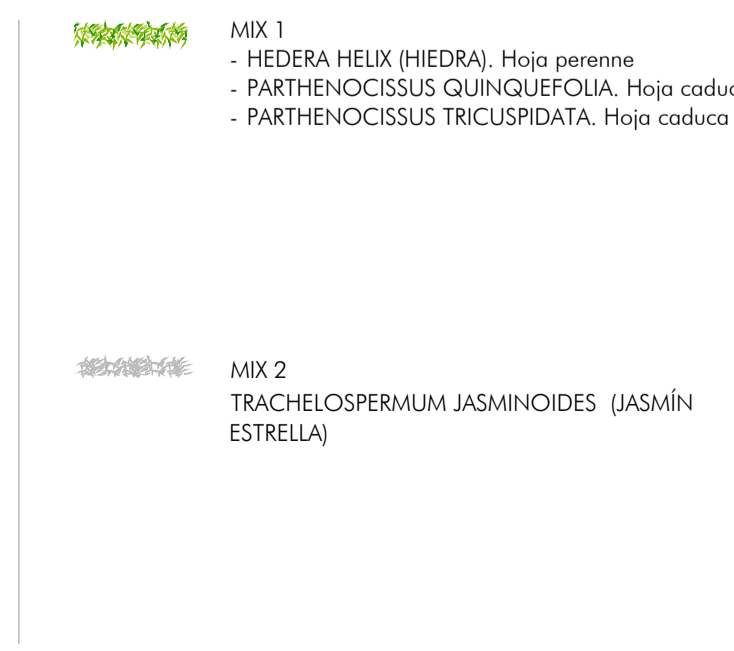 MIX 1
- HEDERA HELIX (HIEDRA). Hoja perenne
- PARTHENOCISSUS QUINQUEFOLIA. Hoja caduc
- PARTHENOCISSUS TRICUSPIDATA. Hoja caduca
MIX 2
TRACHELOSPERMUM JASMINOIDES (JASMÍN
ESTRELLA)